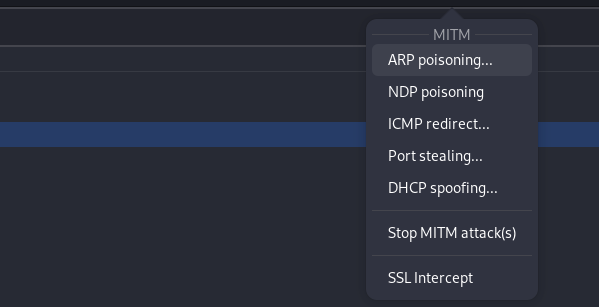 MITM
ARP poisoning...
NDP poisoning
ICMP redirect...
Port stealing...
DHCP spoofing...
Stop MITM attack(s)
SSL Intercept